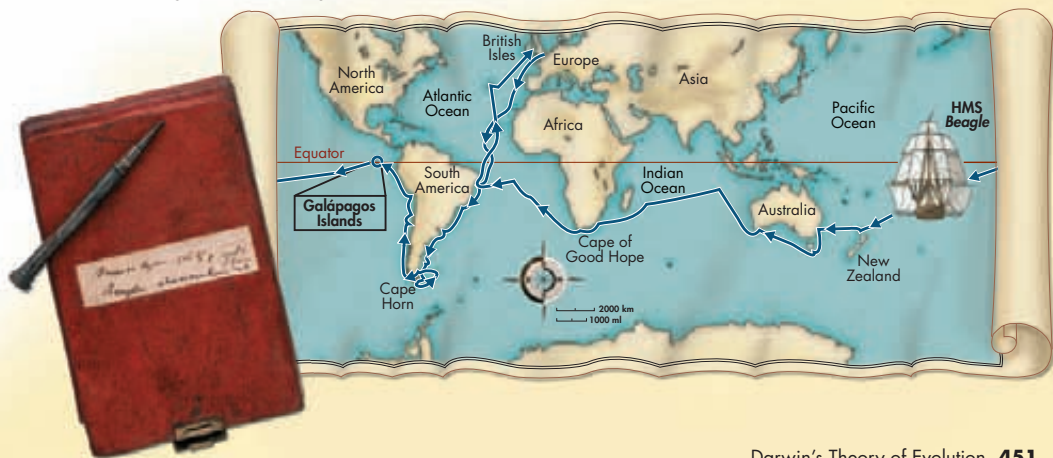 British
Isles
Europe
North
America
Asia
Atlantic
Ocean
Pacific
Ocean
HMS
Beagle
Africa
Equator
South
America
Indian
Ocean
Galápagos
Islands
Australia
Cape of
Good Hope
New
Zealand
Cape
Horn
2000 km
1000 ml
Darwin's Theory of Evolution 451